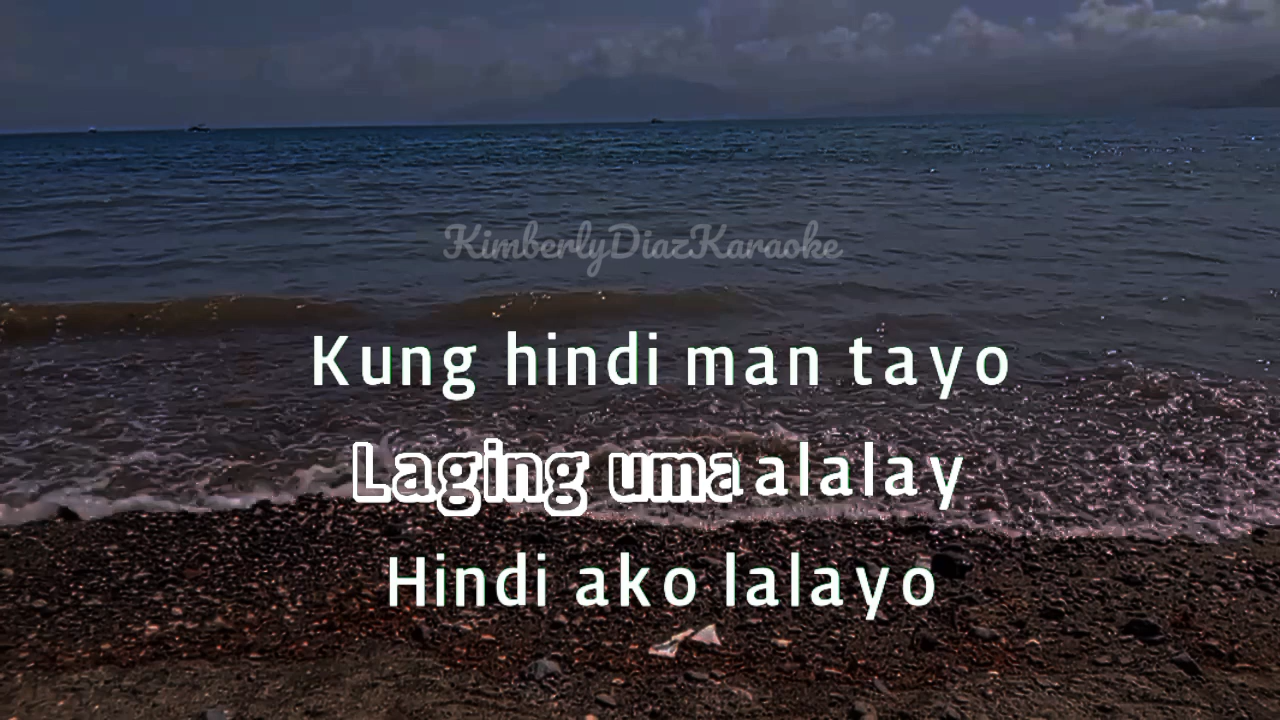 KimberlyDiazKaraoke
Kung hindi man tayo
Laging umaalalay
Hindi ako lalayo